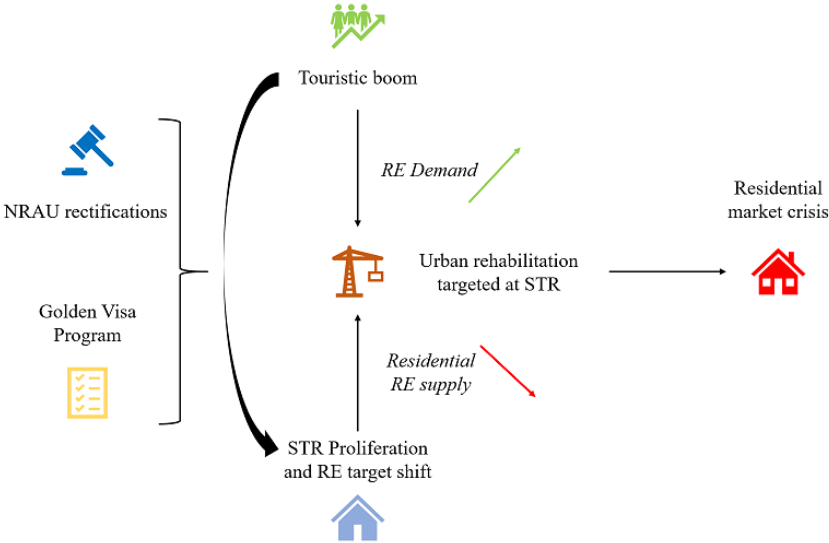 Touristic boom
RE Demand
NRAU rectifications
Golden Visa
Program
Urban rehabilitation
targeted at STR
Residential
market crisis
Residential
RE supply
STR Proliferation
and RE target shift